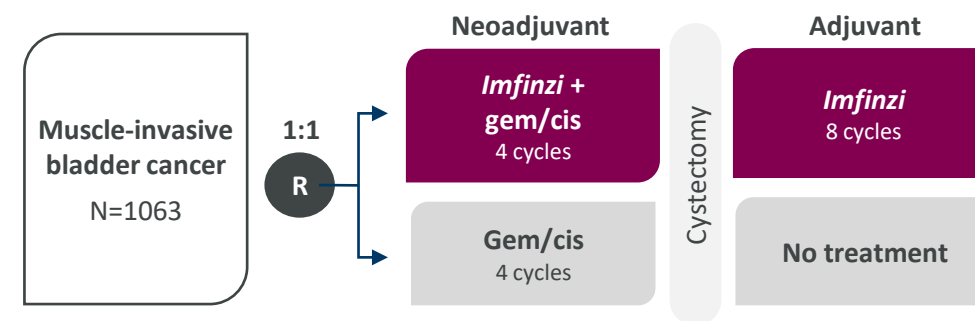 Neoadjuvant
Adjuvant
Muscle-invasive
bladder cancer
N=1063
1:1
R
Imfinzi +
gem/cis
4 cycles
Gem/cis
4 cycles
Cystectomy
Imfinzi
8 cycles
No treatment